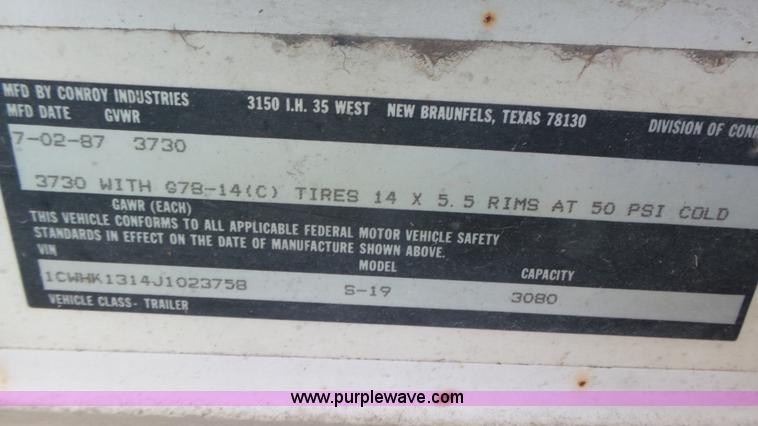 MFD BY CONROY INDUSTRIES 3150 I.H. 35 WEST NEW BRAUNFELS, TEXAS 78130 DIVISION OF
MFD DATE GVWR
7-02-87 3730
3730 WITH G78-14(C) TIRES 14 X 5.5 RIMS AT 50 PSI COLD
GAWR (EACH)
THIS VEHICLE CONFORMS TO ALL APPLICABLE FEDERAL MOTOR VEHICLE SAFETY
STANDARDS IN EFFECT ON THE DATE OF MANUFACTURE SHOWN ABOVE.
VIN MODEL CAPACITY
1CWHK1314J1023758 S-19 3080
VEHICLE CLASS- TRAILER
www.purplewave.com